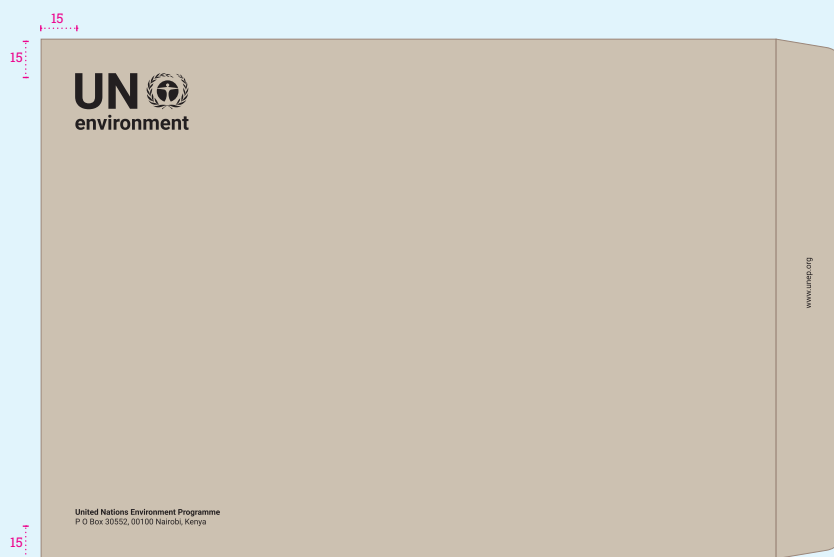 15
15
UN
environment
www.unep.org
United Nations Environment Programme
P O Box 30552, 00100 Nairobi, Kenya
15